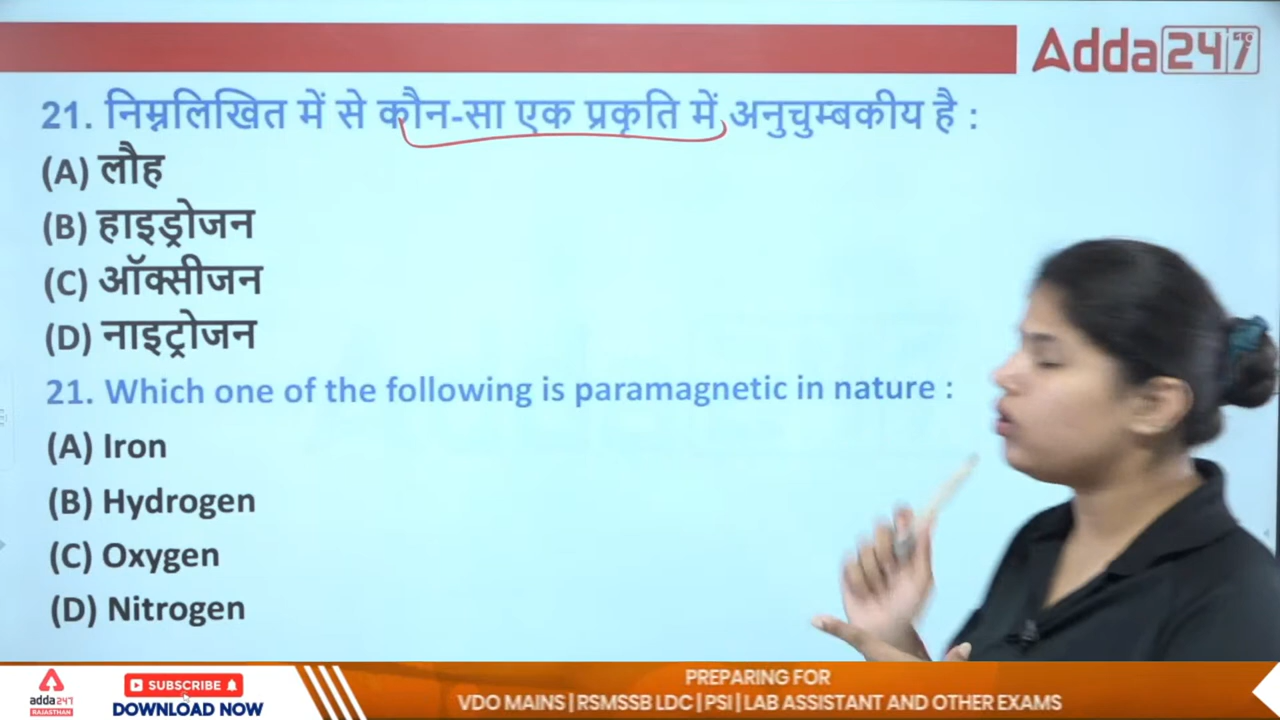 Adda247
21. निम्नलिखित में से कौन-सा एक प्रकृति में अनुचुम्बकीय है :
(A) लौह
(B) हाइड्रोजन
(C) ऑक्सीजन
(D) नाइट्रोजन
21. Which one of the following is paramagnetic in nature :
(A) Iron
(B) Hydrogen
(C) Oxygen
(D) Nitrogen
adda247
RAJASTHAN
SUBSCRIBE
DOWNLOAD NOW
PREPARING FOR
VDO MAINS | RSMSSB LDC | PSI | LAB ASSISTANT AND OTHER EXAMS